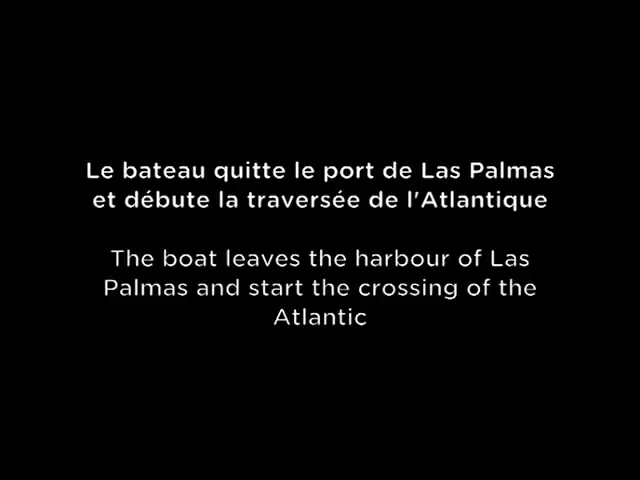 Le bateau quitte le port de Las Palmas
et débute la traversée de l'Atlantique
The boat leaves the harbour of Las
Palmas and start the crossing of the
Atlantic